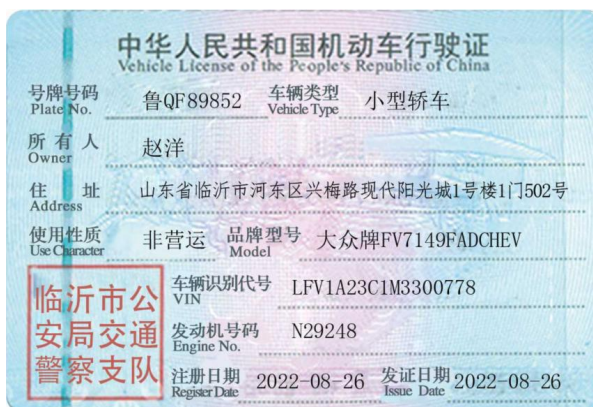 中华人民共和国机动车行驶证
Vehicle License of the People's Republic of China
号牌号码 鲁QF89852 车辆类型 小型轿车
Plate No. Vehicle Type
所有人 赵洋
Owner
住址 山东省临沂市河东区兴梅路现代阳光城1号楼1门502号
Address
使用性质 非营运 品牌型号 大众牌FV7149FADCHEV
Use Character Model
临沂市公
安局交通
警察支队
车辆识别代号 LFV1A23C1M3300778
VIN
发动机号码 N29248
Engine No.
注册日期 2022-08-26 发证日期 2022-08-26
Register Date Issue Date